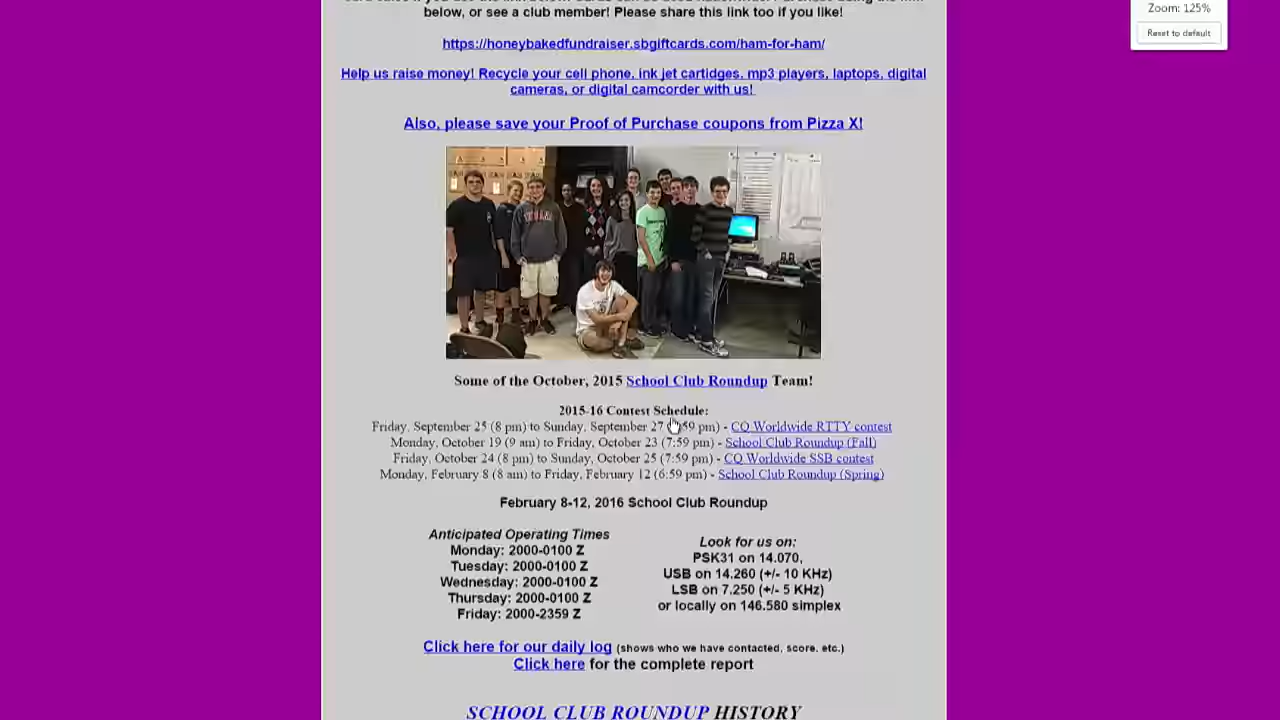 below, or see a club member! Please share this link too if you like!
Zoom: 125%
Reset to default
https://honeybakedfundraiser.sbgiftcards.com/ham-for-ham/
Help us raise money! Recycle your cell phone, ink jet cartidges, mp3 players, laptops, digital
cameras, or digital camcorder with us!
Also, please save your Proof of Purchase coupons from Pizza X!
Some of the October, 2015 School Club Roundup Team!
2015-16 Contest Schedule:
Friday, September 25 (8 pm) to Sunday, September 27 59 pm) - CQ Worldwide RTTY contest
Monday, October 19 (9 am) to Friday, October 23 (7:59 pm) - School Club Roundup (Fall)
Friday, October 24 (8 pm) to Sunday, October 25 (7:59 pm) - CQ Worldwide SSB contest
Monday, February 8 (8 am) to Friday, February 12 (6:59 pm) - School Club Roundup (Spring)
February 8-12, 2016 School Club Roundup
Anticipated Operating Times
Monday: 2000-0100 Z
Tuesday: 2000-0100 Z
Wednesday: 2000-0100 Z
Thursday: 2000-0100 Z
Friday: 2000-2359 Z
Look for us on:
PSK31 on 14.070,
USB on 14.260 (+/- 10 KHz)
LSB on 7.250 (+/- 5 KHz)
or locally on 146.580 simplex
Click here for our daily log (shows who we have contacted, score, etc.)
Click here for the complete report
SCHOOL CLUB ROUNDUP HISTORY